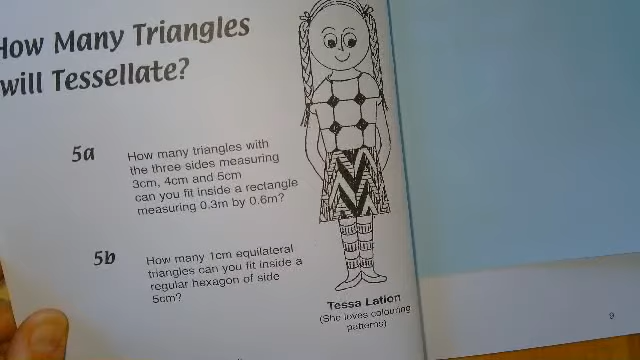 How Many Triangles
will Tessellate?
5a
How many triangles with
the three sides measuring
3cm, 4cm and 5cm
can you fit inside a rectangle
measuring 0.3m by 0.6m?
5b
How many 1cm equilateral
triangles can you fit inside a
regular hexagon of side
5cm?
Tessa Lation
(She loves colouring
patterns)
9